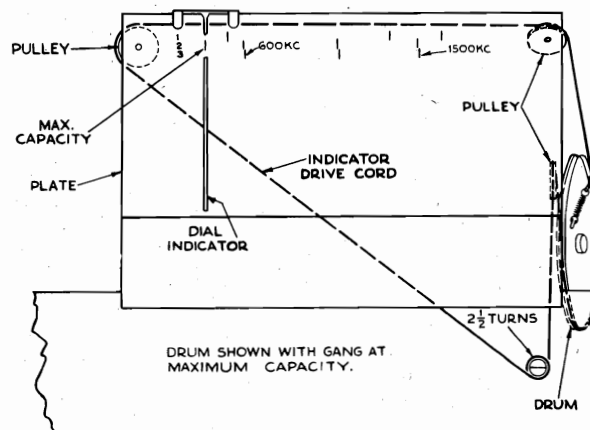 PULLEY
1
2
3
600KC
1500KC
PULLEY
MAX.
CAPACITY
PLATE
INDICATOR
DRIVE CORD
DIAL
INDICATOR
2½ TURNS
DRUM SHOWN WITH GANG AT
MAXIMUM CAPACITY.
DRUM